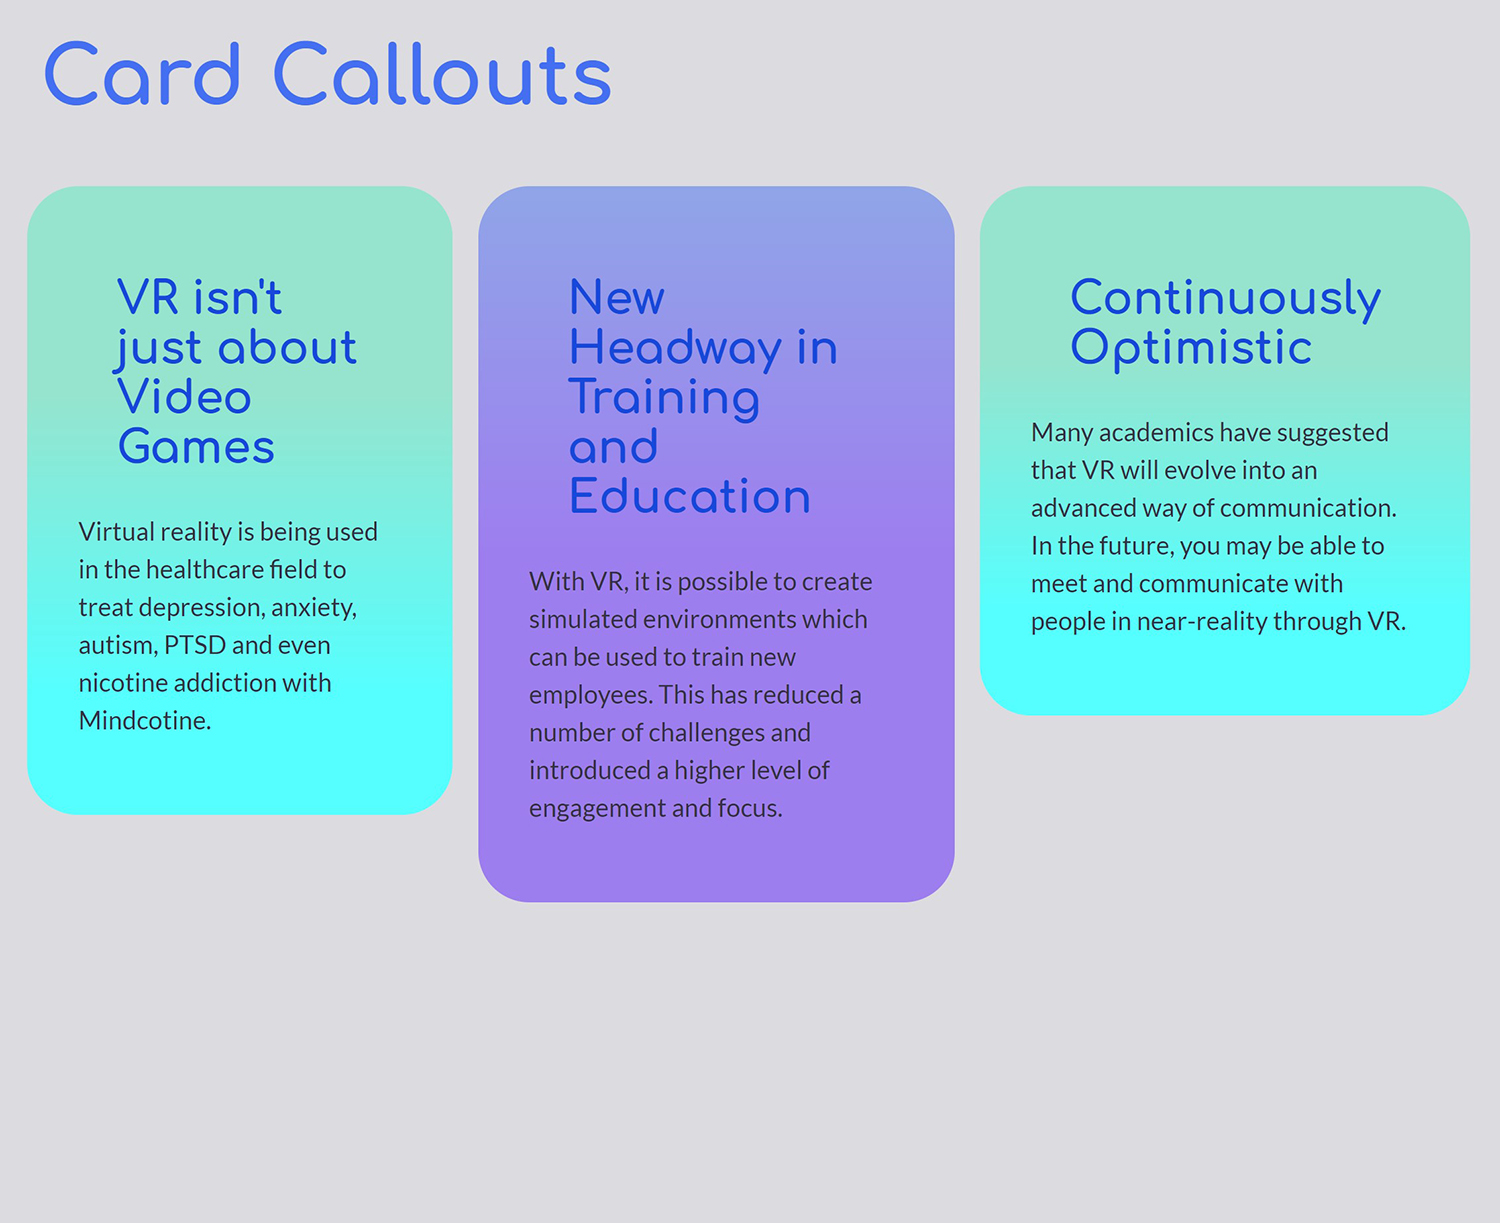 Card Callouts
VR isn't
just about
Video
Games
Virtual reality is being used
in the healthcare field to
treat depression, anxiety,
autism, PTSD and even
nicotine addiction with
Mindcotine.
New
Headway in
Training
and
Education
With VR, it is possible to create
simulated environments which
can be used to train new
employees. This has reduced a
number of challenges and
introduced a higher level of
engagement and focus.
Continuously
Optimistic
Many academics have suggested
that VR will evolve into an
advanced way of communication.
In the future, you may be able to
meet and communicate with
people in near-reality through VR.